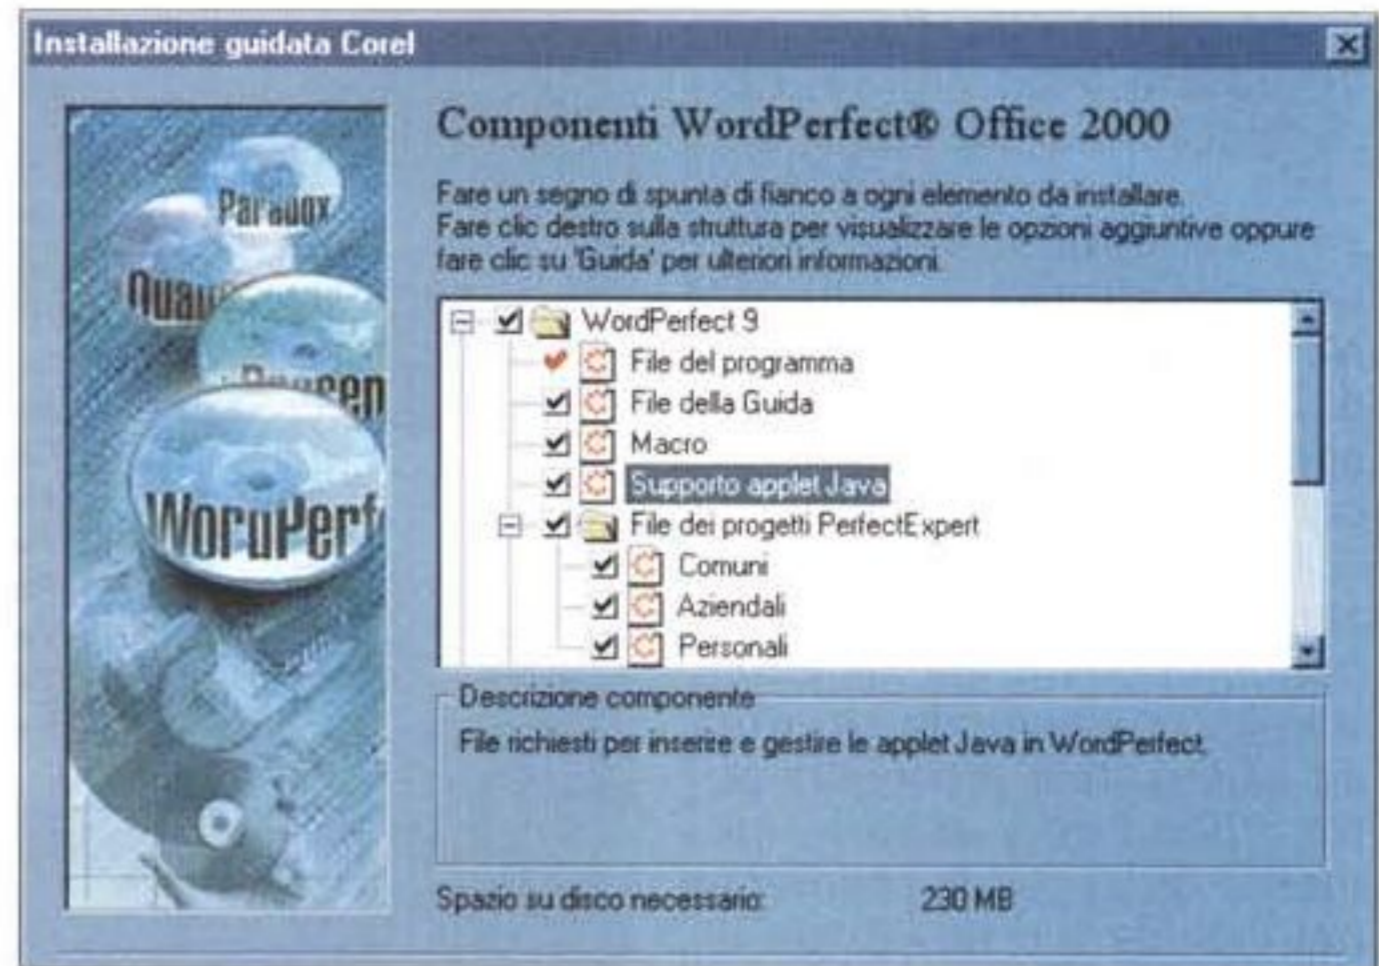 Installazione guidata Corel
Componenti WordPerfect® Office 2000
Fare un segno di spunta di fianco a ogni elemento da installare.
Fare clic destro sulla struttura per visualizzare le opzioni aggiuntive oppure
fare clic su 'Guida' per ulteriori informazioni.
Paradox
WordPerf
WordPerfect 9
File del programma
File della Guida
Macro
Supporto applet Java
File dei progetti PerfectExpert
Comuni
Aziendali
Personali
Descrizione componente
File richiesti per inserire e gestire le applet Java in WordPerfect.
Spazio su disco necessario: 230 MB